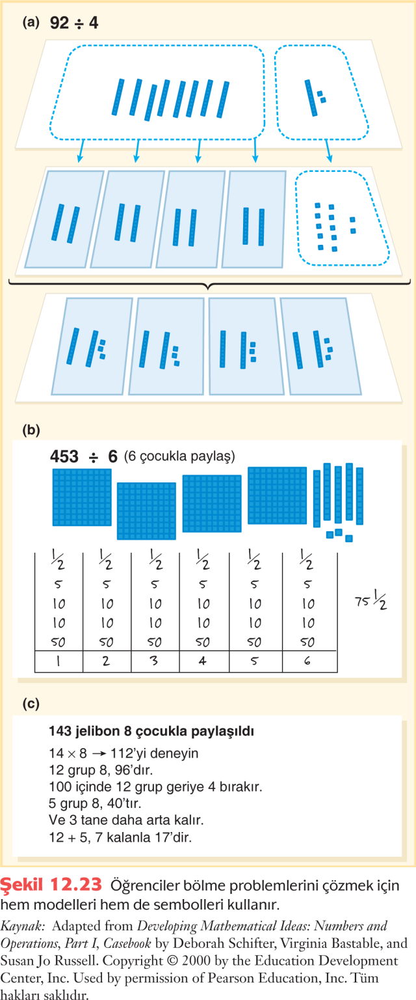 (a) 92 ÷ 4
(b)
453 ÷ 6 (6 çocukla paylaş)
1/2 1/2 1/2 1/2 1/2 1/2
5 5 5 5 5 5
10 10 10 10 10 10
75 1/2
10 10 10 10 10 10
50 50 50 50 50 50
1 2 3 4 5 6
(c)
143 jelibon 8 çocukla paylaşıldı
14 × 8 → 112’yi deneyin
12 grup 8, 96’dır.
100 içinde 12 grup geriye 4 bırakır.
5 grup 8, 40’tır.
Ve 3 tane daha arta kalır.
12 + 5, 7 kalanla 17’dir.
Şekil 12.23 Öğrenciler bölme problemlerini çözmek için
hem modelleri hem de sembolleri kullanır.
Kaynak: Adapted from Developing Mathematical Ideas: Numbers and
Operations, Part I, Casebook by Deborah Schifter, Virginia Bastable, and
Susan Jo Russell. Copyright © 2000 by the Education Development
Center, Inc. Used by permission of Pearson Education, Inc. Tüm
hakları saklıdır.